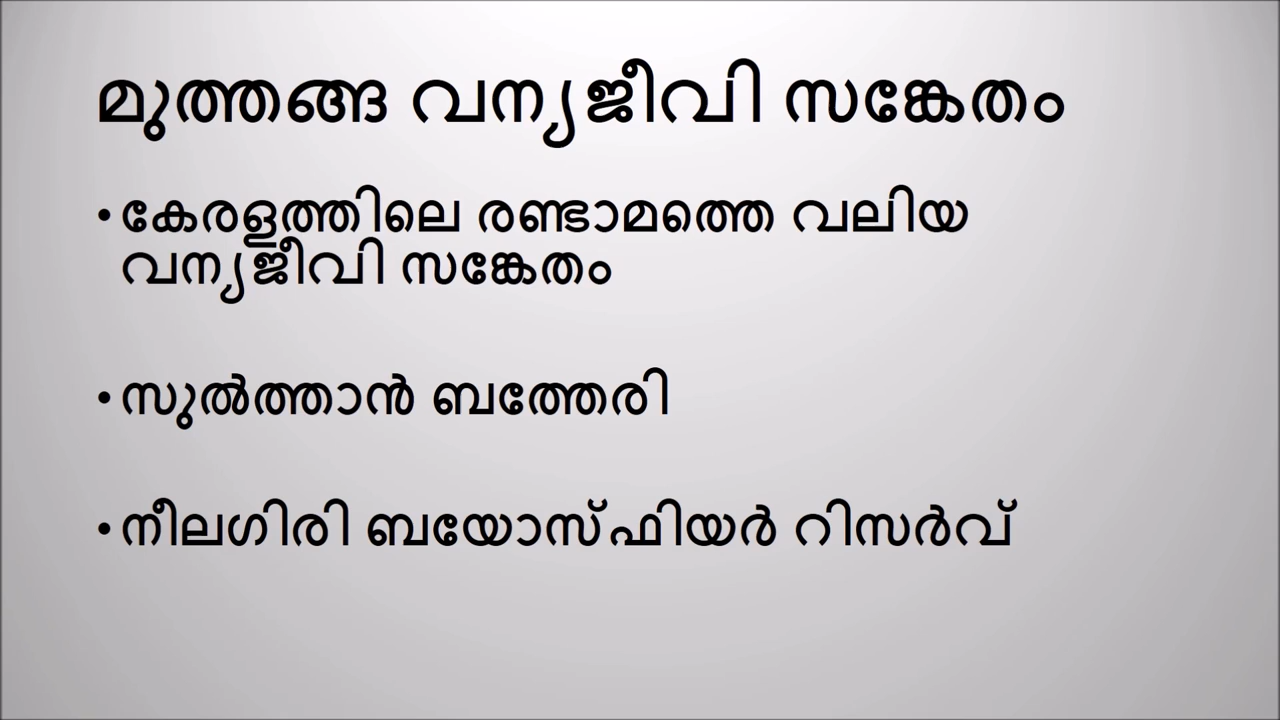 മുത്തങ്ങ വന്യജീവി സങ്കേതം
•കേരളത്തിലെ രണ്ടാമത്തെ വലിയ
വന്യജീവി സങ്കേതം
•സുൽത്താൻ ബത്തേരി
•നീലഗിരി ബയോസ്ഫിയർ റിസർവ്